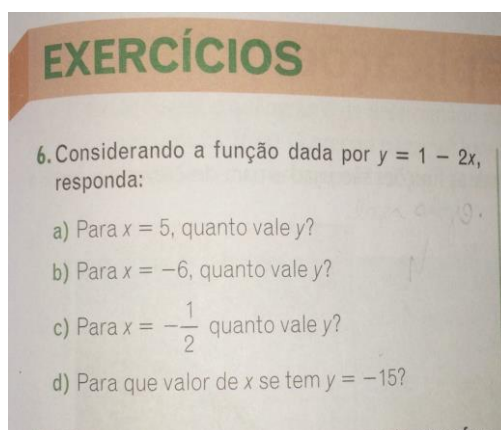 EXERCÍCIOS
6. Considerando a função dada por y = 1 − 2x,
responda:
a) Para x = 5, quanto vale y?
b) Para x = −6, quanto vale y?
c) Para x = −1/2 quanto vale y?
d) Para que valor de x se tem y = −15?